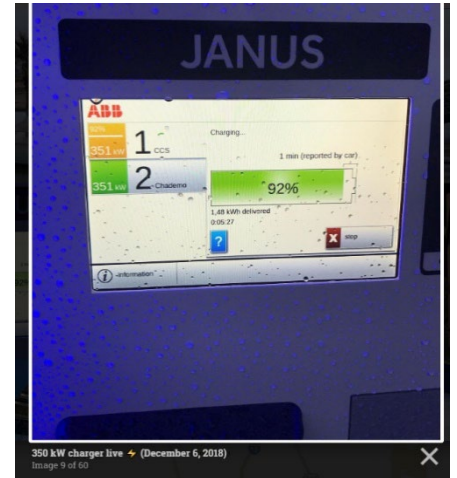 JANUS
ABB
92%
351 kW
1 CCS
351 kW
2 Chademo
Charging...
1 min (reported by car)
92%
1,48 kWh delivered
0:05:27
?
X stop
i -information
350 kW charger live ⚡ (December 6, 2018)
Image 9 of 60